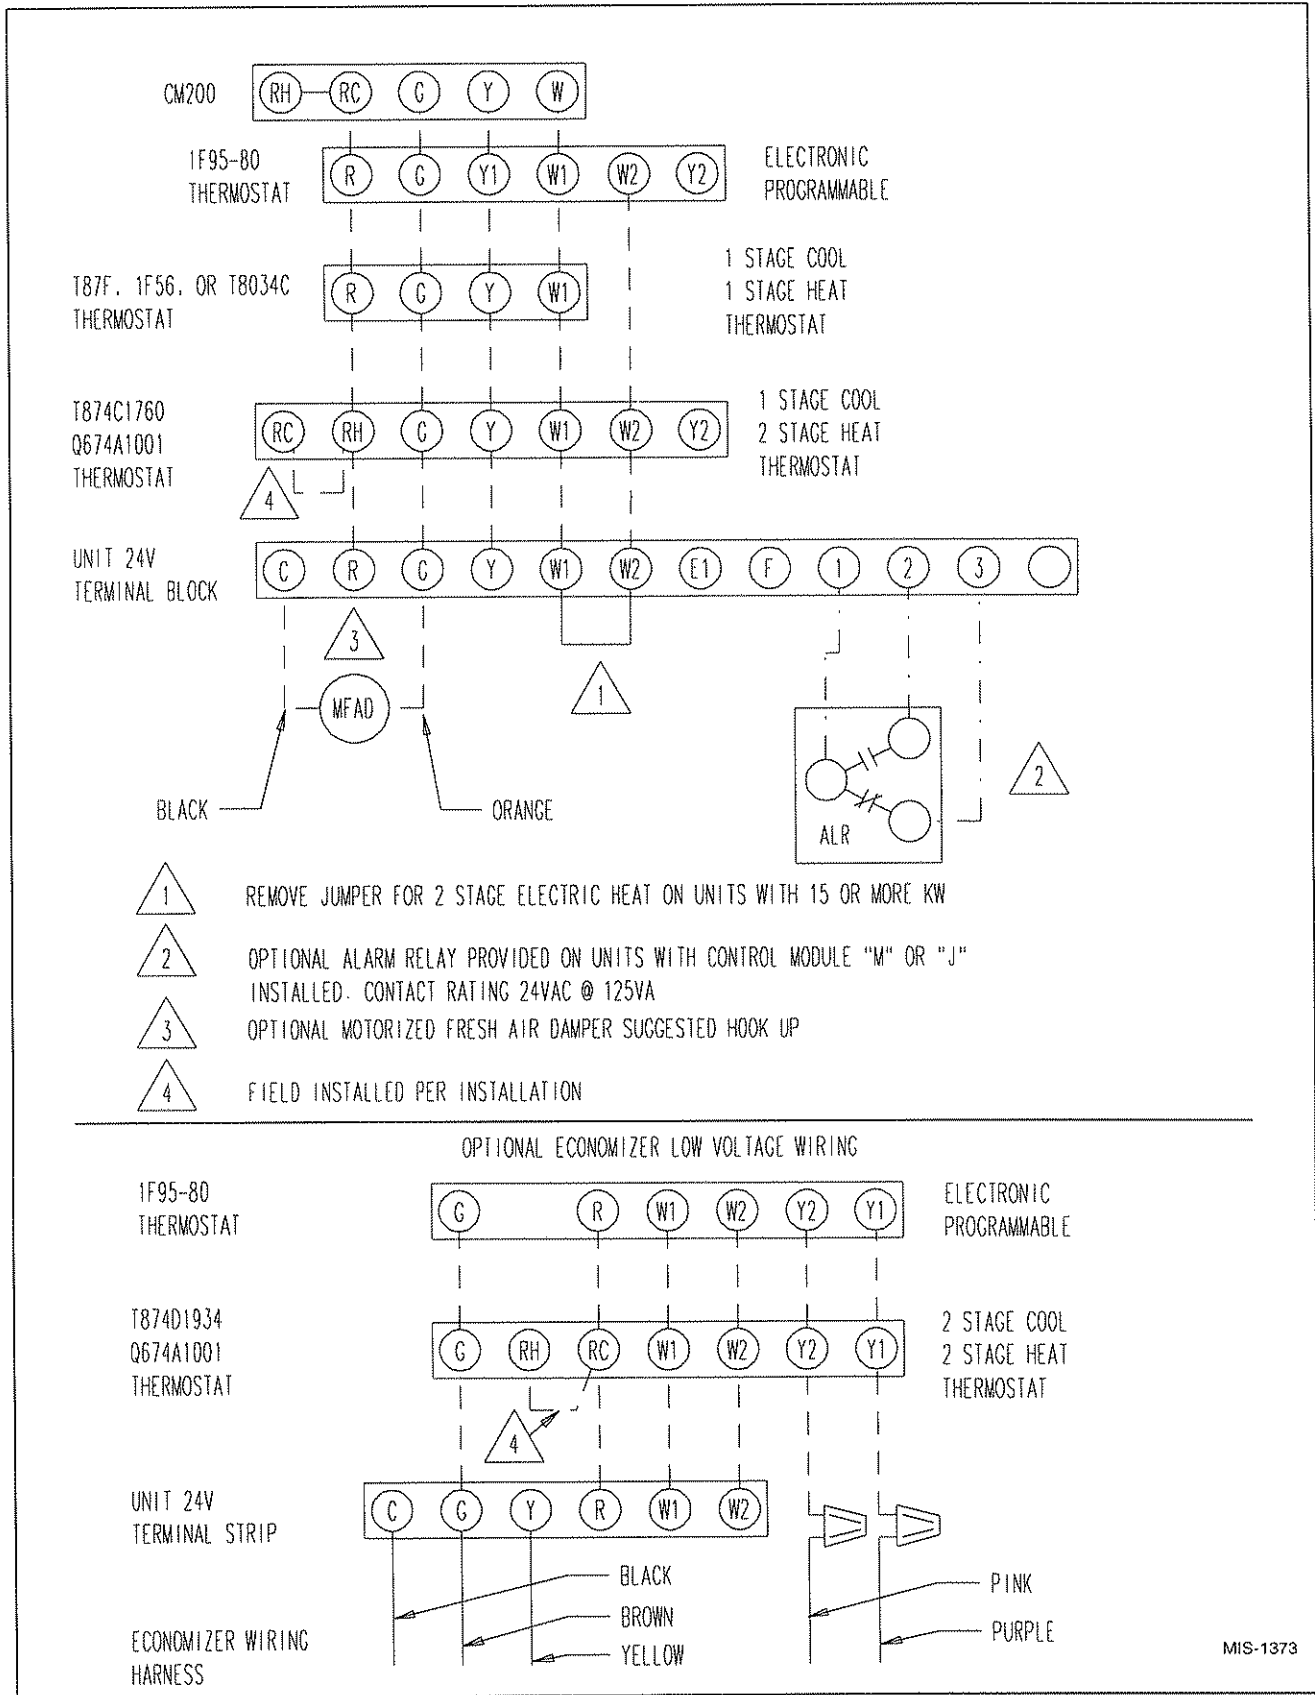 CM200 RH RC G Y W
1F95-80
THERMOSTAT
R G Y1 W1 W2 Y2
ELECTRONIC
PROGRAMMABLE
T87F, 1F56, OR T8034C
THERMOSTAT
R G Y W1
1 STAGE COOL
1 STAGE HEAT
THERMOSTAT
T874C1760
Q674A1001
THERMOSTAT
RC RH G Y W1 W2 Y2
1 STAGE COOL
2 STAGE HEAT
THERMOSTAT
4
UNIT 24V
TERMINAL BLOCK
C R G Y W1 W2 E1 F 1 2 3
3
1
MFAD
2
BLACK
ORANGE
ALR
1 REMOVE JUMPER FOR 2 STAGE ELECTRIC HEAT ON UNITS WITH 15 OR MORE KW
2 OPTIONAL ALARM RELAY PROVIDED ON UNITS WITH CONTROL MODULE "M" OR "J"
INSTALLED. CONTACT RATING 24VAC @ 125VA
3 OPTIONAL MOTORIZED FRESH AIR DAMPER SUGGESTED HOOK UP
4 FIELD INSTALLED PER INSTALLATION
OPTIONAL ECONOMIZER LOW VOLTAGE WIRING
1F95-80
THERMOSTAT
G R W1 W2 Y2 Y1
ELECTRONIC
PROGRAMMABLE
T874D1934
Q674A1001
THERMOSTAT
G RH RC W1 W2 Y2 Y1
2 STAGE COOL
2 STAGE HEAT
THERMOSTAT
4
UNIT 24V
TERMINAL STRIP
C G Y R W1 W2
BLACK
BROWN
YELLOW
PINK
PURPLE
ECONOMIZER WIRING
HARNESS
MIS-1373